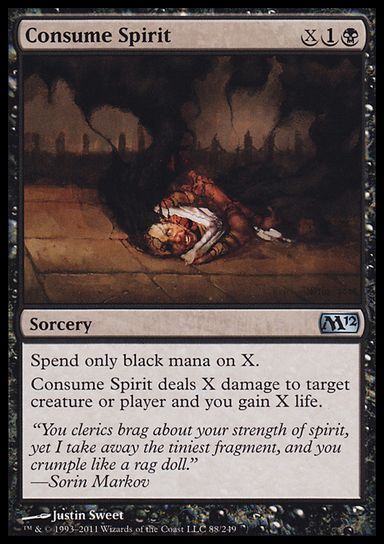 Consume Spirit X1
Sorcery M12
Spend only black mana on X.
Consume Spirit deals X damage to target
creature or player and you gain X life.
“You clerics brag about your strength of spirit,
yet I take away the tiniest fragment, and you
crumple like a rag doll.”
—Sorin Markov
Justin Sweet
™ & © 1993–2011 Wizards of the Coast LLC 88/249